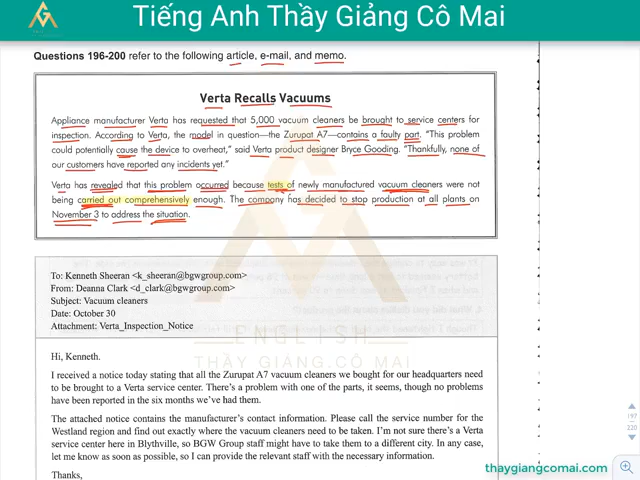 Tiếng Anh Thầy Giảng Cô Mai
Questions 196-200 refer to the following article, e-mail, and memo.
Verta Recalls Vacuums
Appliance manufacturer Verta has requested that 5,000 vacuum cleaners be brought to service centers for
inspection. According to Verta, the model in question—the Zurupat A7—contains a faulty part. “This problem
could potentially cause the device to overheat,” said Verta product designer Bryce Gooding. “Thankfully, none of
our customers have reported any incidents yet.”
Verta has revealed that this problem occurred because tests of newly manufactured vacuum cleaners were not
being carried out comprehensively enough. The company has decided to stop production at all plants on
November 3 to address the situation.
To: Kenneth Sheeran <k_sheeran@bgwgroup.com>
From: Deanna Clark <d_clark@bgwgroup.com>
Subject: Vacuum cleaners
Date: October 30
Attachment: Verta_Inspection_Notice
ENGLISH
THẦY GIẢNG CÔ MAI
Hi, Kenneth.
I received a notice today stating that all the Zurupat A7 vacuum cleaners we bought for our headquarters need
to be brought to a Verta service center. There’s a problem with one of the parts, it seems, though no problems
have been reported in the six months we’ve had them.
The attached notice contains the manufacturer’s contact information. Please call the service number for the
Westland region and find out exactly where the vacuum cleaners need to be taken. I’m not sure there’s a Verta
service center here in Blythville, so BGW Group staff might have to take them to a different city. In any case,
let me know as soon as possible, so I can provide the relevant staff with the necessary information.
Thanks,
197
220
thaygiangcomai.com